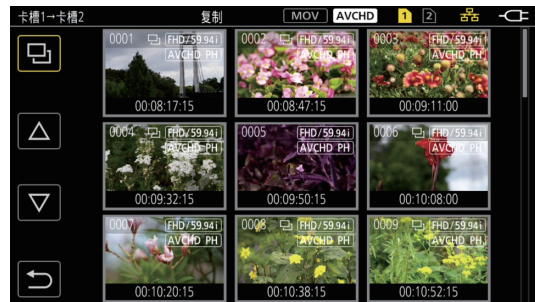 卡槽1→卡槽2 复制 MOV AVCHD 1 2
0001 FHD/59.94i AVCHD PH 00:08:17:15
0002 FHD/59.94i AVCHD PH 00:08:47:15
0003 FHD/59.94i AVCHD PH 00:09:11:00
0004 FHD/59.94i AVCHD PH 00:09:32:15
0005 FHD/59.94i AVCHD PH 00:09:50:15
0006 FHD/59.94i AVCHD PH 00:10:08:00
0007 FHD/59.94i AVCHD PH 00:10:20:15
0008 FHD/59.94i AVCHD PH 00:10:38:15
0009 FHD/59.94i AVCHD PH 00:10:52:15